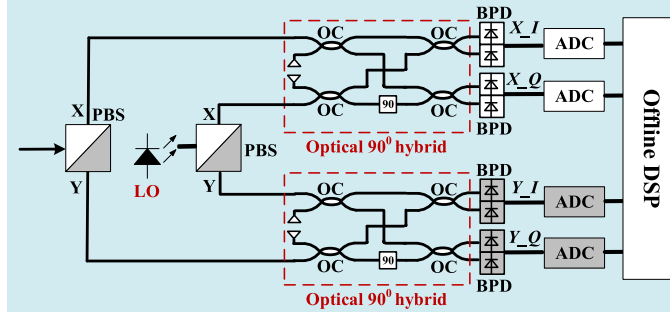 BPD
OC
OC
X_I
ADC
X
PBS
X
OC
90
OC
X_Q
ADC
BPD
Optical 90⁰ hybrid
PBS
Y
LO
Y
BPD
OC
OC
Y_I
ADC
OC
90
OC
Y_Q
ADC
BPD
Optical 90⁰ hybrid
Offline DSP